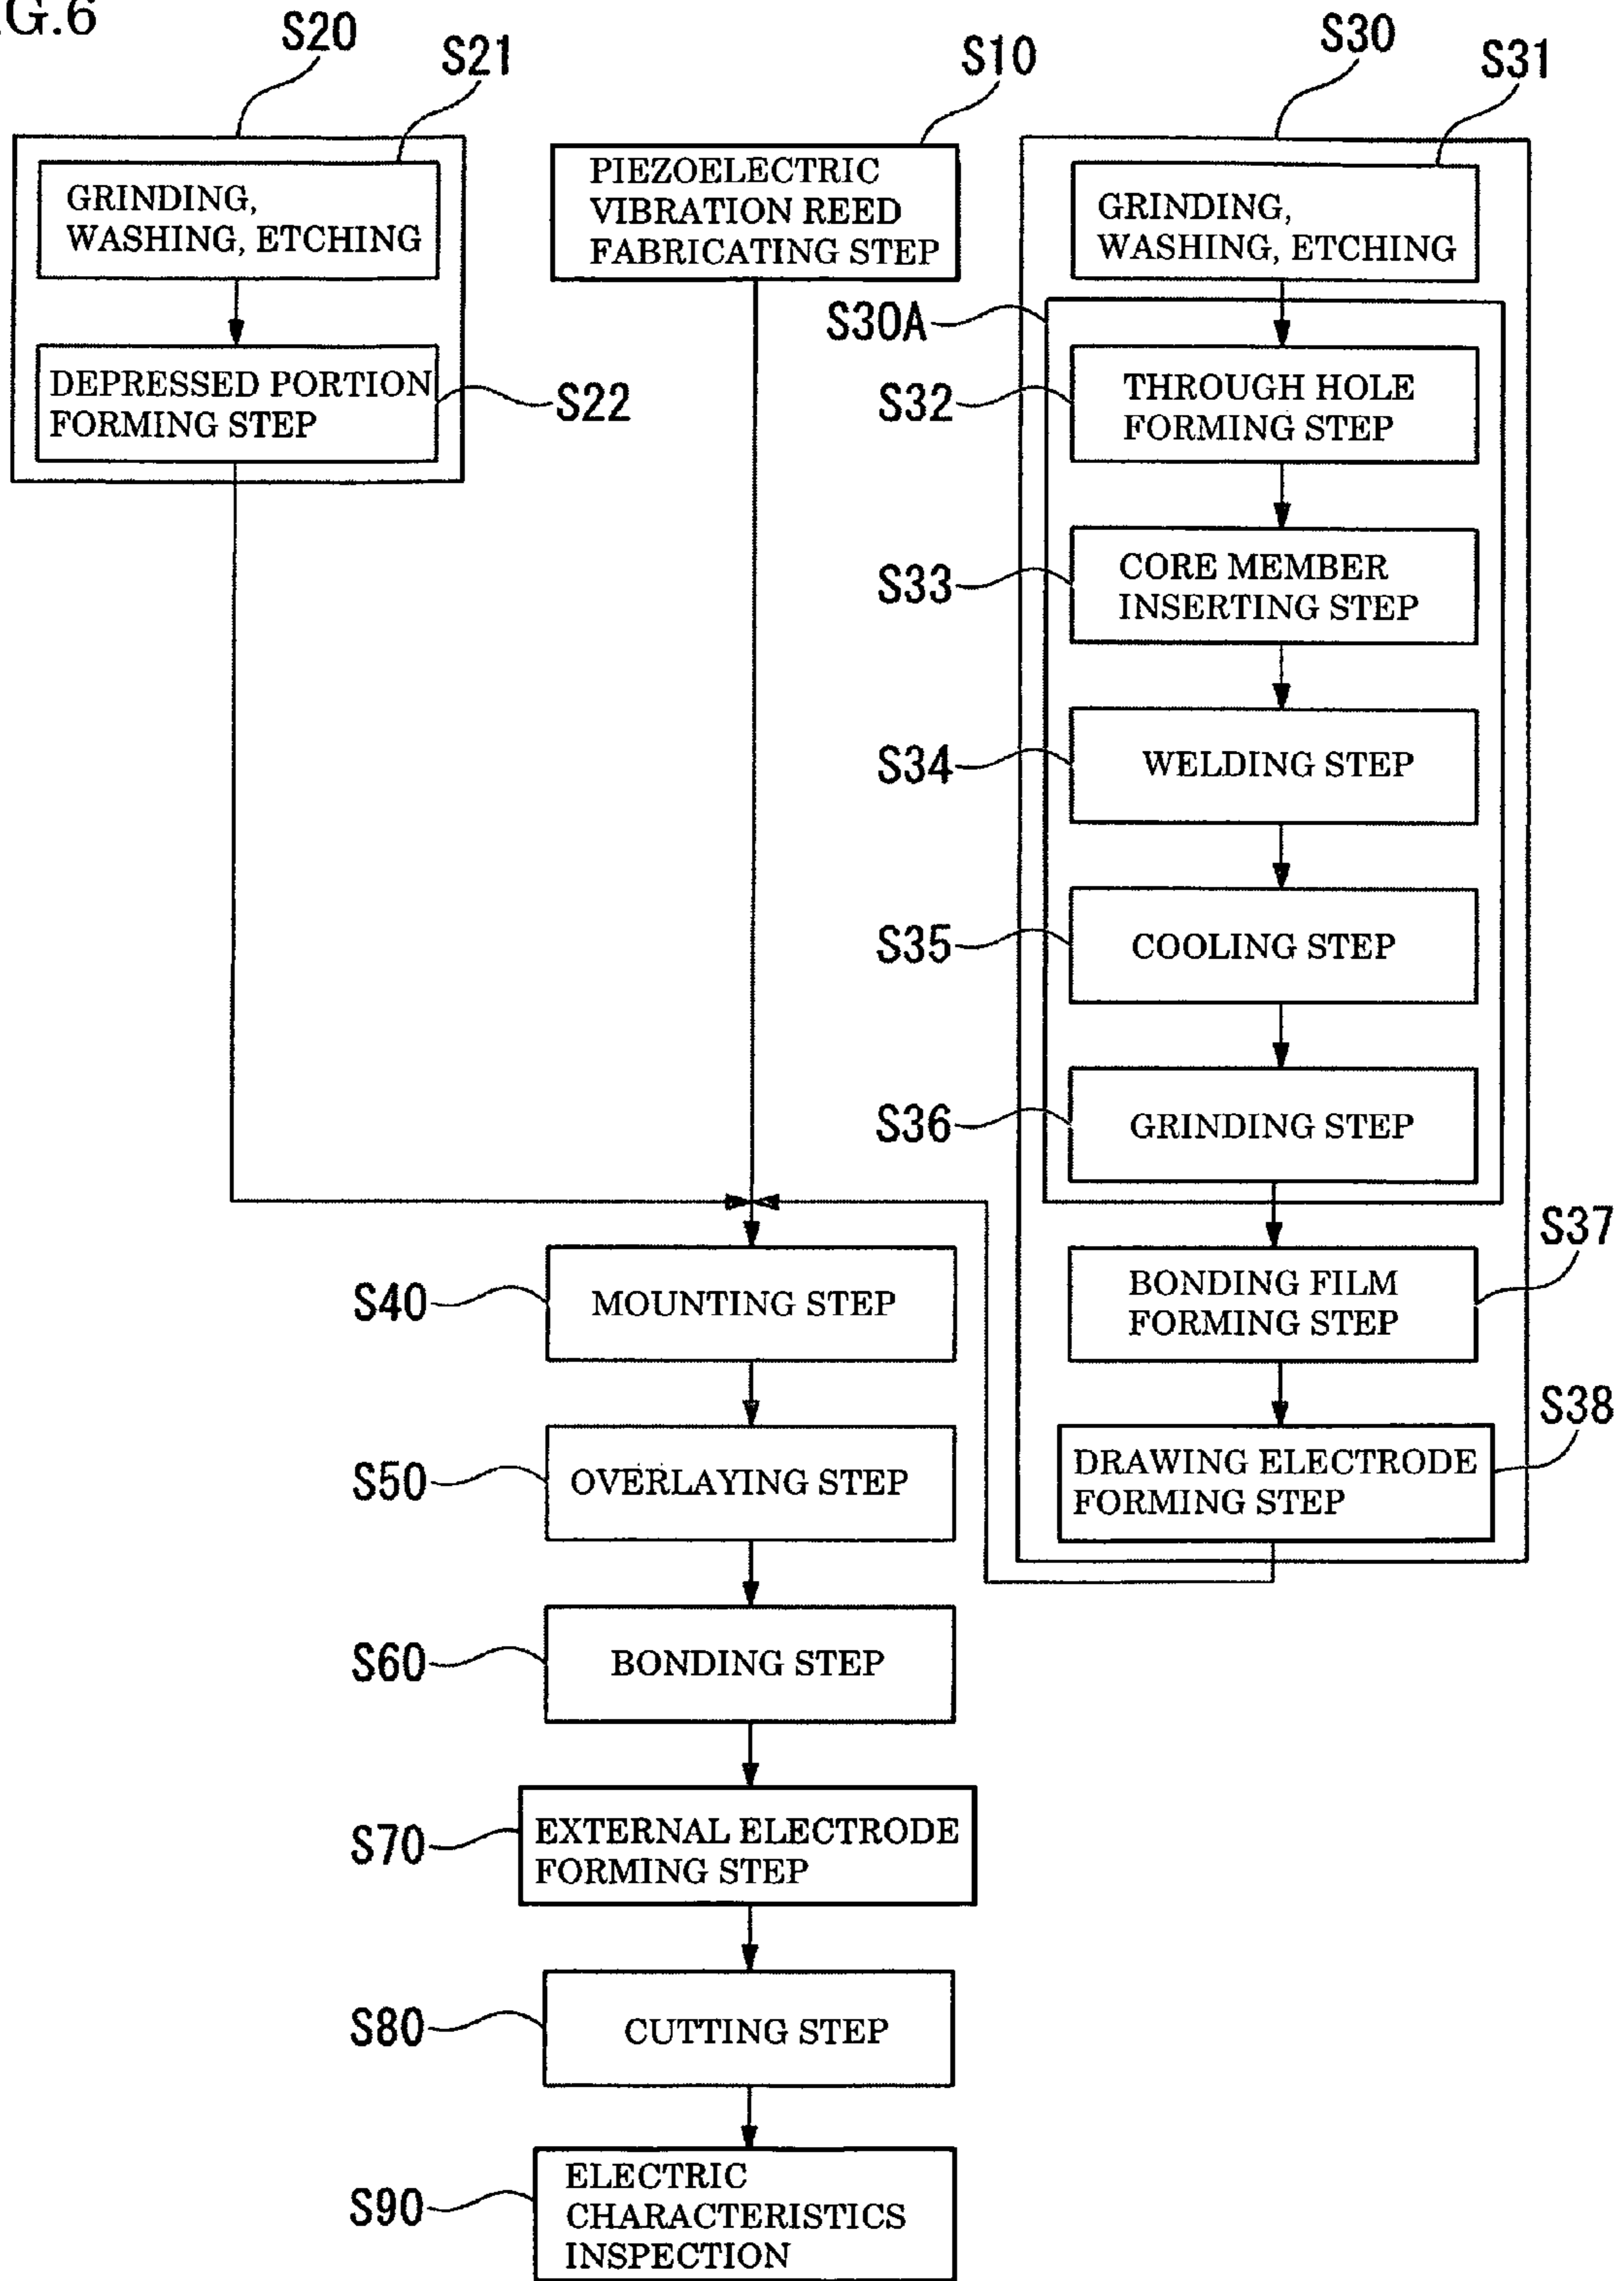 G.6
S20
S21
GRINDING,
WASHING, ETCHING
DEPRESSED PORTION
FORMING STEP
S22
S10
PIEZOELECTRIC
VIBRATION REED
FABRICATING STEP
S30
S31
GRINDING,
WASHING, ETCHING
S30A
S32
THROUGH HOLE
FORMING STEP
S33
CORE MEMBER
INSERTING STEP
S34
WELDING STEP
S35
COOLING STEP
S36
GRINDING STEP
S37
BONDING FILM
FORMING STEP
S38
DRAWING ELECTRODE
FORMING STEP
S40
MOUNTING STEP
S50
OVERLAYING STEP
S60
BONDING STEP
S70
EXTERNAL ELECTRODE
FORMING STEP
S80
CUTTING STEP
S90
ELECTRIC
CHARACTERISTICS
INSPECTION